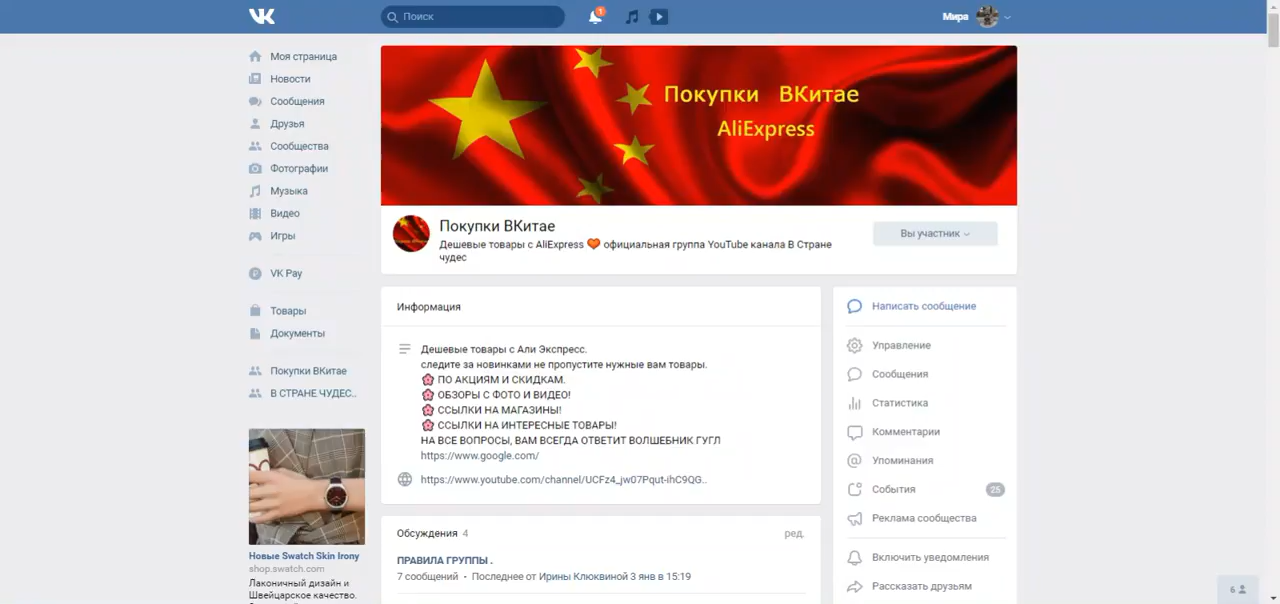 VK
Поиск
1
Мира
Моя страница
Новости
Сообщения
Друзья
Сообщества
Фотографии
Музыка
Видео
Игры
VK Pay
Товары
Документы
Покупки ВКитае
В СТРАНЕ ЧУДЕС..
Новые Swatch Skin Irony
shop.swatch.com
Лаконичный дизайн и
Швейцарское качество.
Покупки ВКитае
AliExpress
Покупки ВКитае
Дешевые товары с AliExpress ❤ официальная группа YouTube канала В Стране
чудес
Вы участник
Информация
Дешевые товары с Али Экспресс.
следите за новинками не пропустите нужные вам товары.
🌸 ПО АКЦИЯМ И СКИДКАМ.
🌸 ОБЗОРЫ С ФОТО И ВИДЕО!
🌸 ССЫЛКИ НА МАГАЗИНЫ!
🌸 ССЫЛКИ НА ИНТЕРЕСНЫЕ ТОВАРЫ!
НА ВСЕ ВОПРОСЫ, ВАМ ВСЕГДА ОТВЕТИТ ВОЛШЕБНИК ГУГЛ
https://www.google.com/
https://www.youtube.com/channel/UCFz4_jw07Pqut-ihC9QG..
Обсуждения 4
ред.
ПРАВИЛА ГРУППЫ .
7 сообщений · Последнее от Ирины Клюквиной 3 янв в 15:19
Написать сообщение
Управление
Сообщения
Статистика
Комментарии
Упоминания
События 25
Реклама сообщества
Включить уведомления
Рассказать друзьям
6